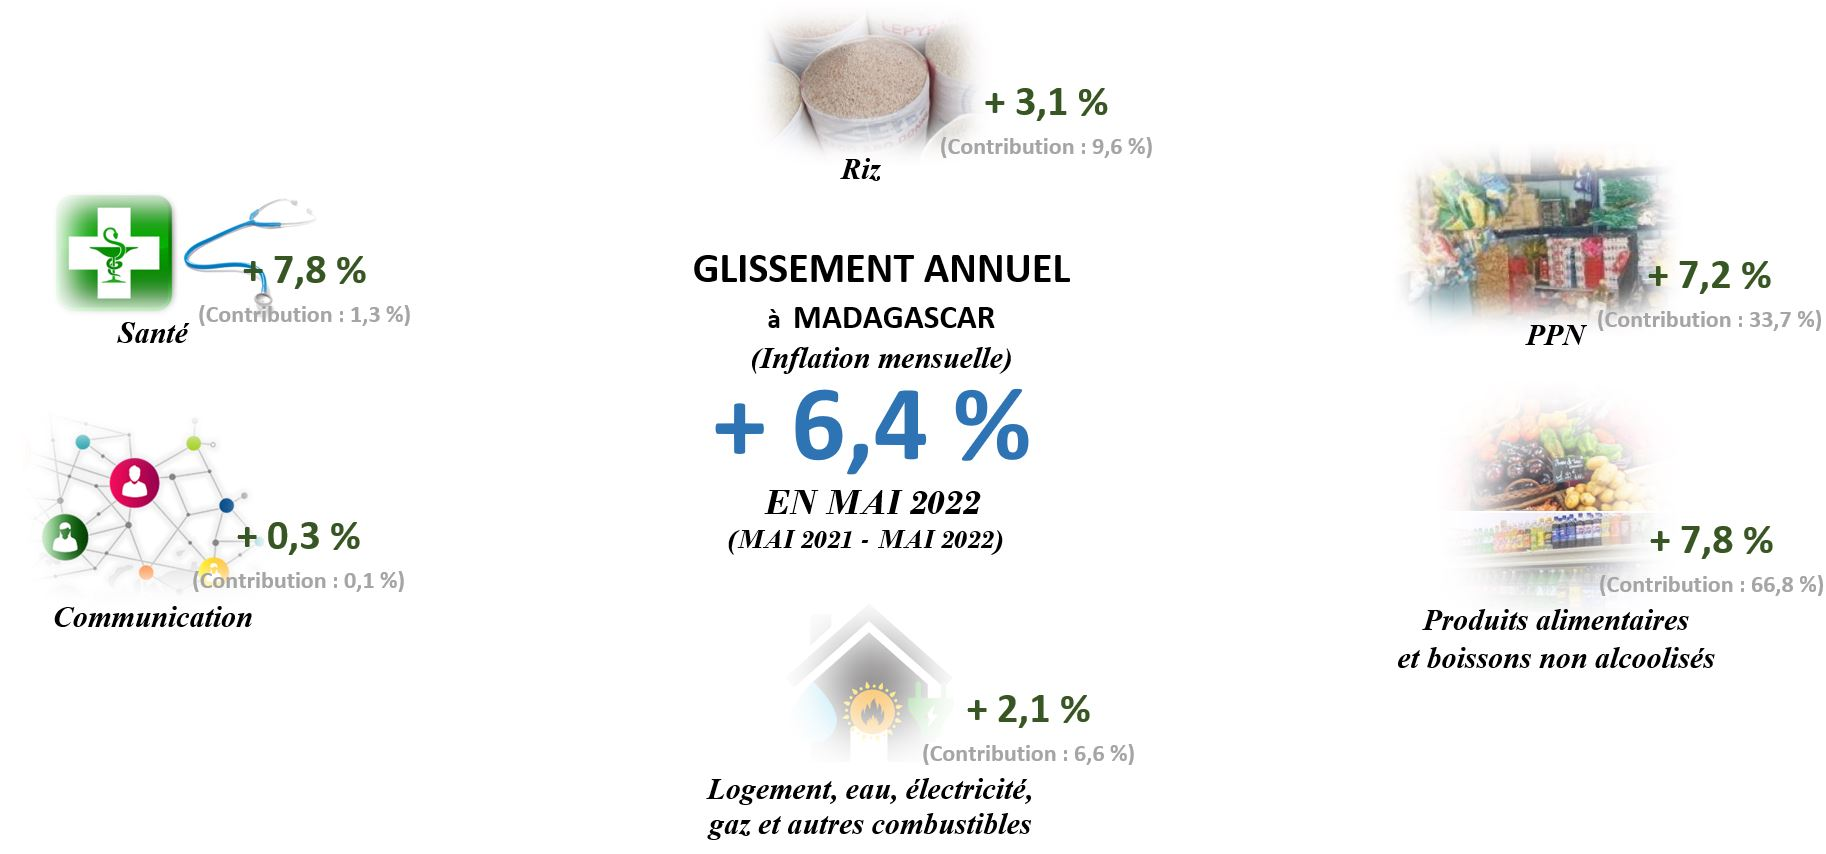 + 3,1 %
(Contribution : 9,6 %)
Riz
+ 7,8 %
(Contribution : 1,3 %)
Santé
GLISSEMENT ANNUEL
à MADAGASCAR
(Inflation mensuelle)
+ 6,4 %
EN MAI 2022
(MAI 2021 - MAI 2022)
+ 7,2 %
(Contribution : 33,7 %)
PPN
+ 0,3 %
(Contribution : 0,1 %)
Communication
+ 7,8 %
(Contribution : 66,8 %)
Produits alimentaires
et boissons non alcoolisés
+ 2,1 %
(Contribution : 6,6 %)
Logement, eau, électricité,
gaz et autres combustibles